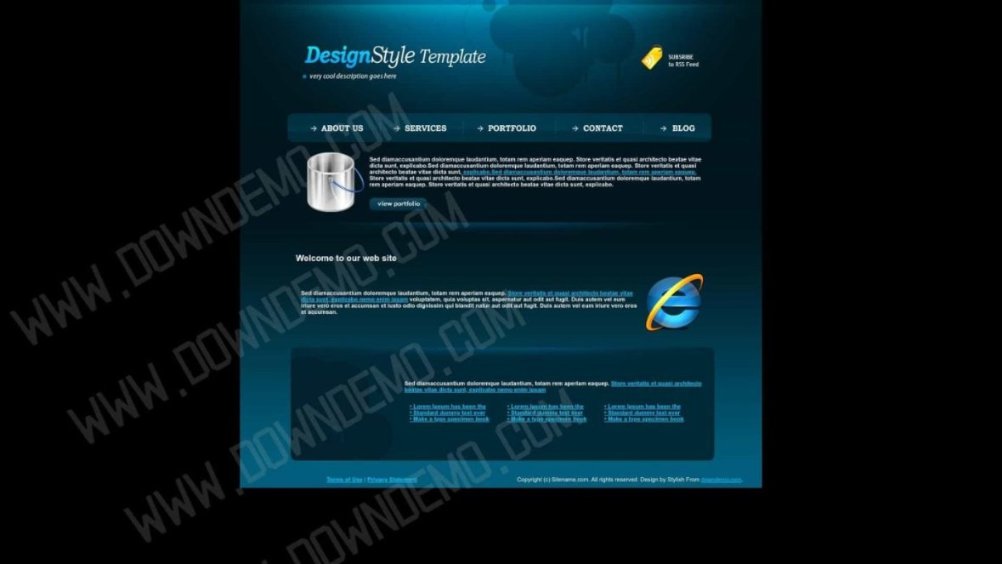 DesignStyle Template
very cool description goes here
SUBSRIBE
to RSS Feed
ABOUT US
SERVICES
PORTFOLIO
CONTACT
BLOG
Sed diamaccusantium doloremque laudantium, totam rem aperiam eaquep. Store veritatis et quasi architecto beatae vitae
dicta sunt, explicabo.Sed diamaccusantium doloremque laudantium, totam rem aperiam eaquep. Store veritatis et quasi
architecto beatae vitae dicta sunt, explicabo.Sed diamaccusantium doloremque laudantium, totam rem aperiam eaquep.
Store veritatis et quasi architecto beatae vitae dicta sunt, explicabo.Sed diamaccusantium doloremque laudantium, totam
rem aperiam eaquep. Store veritatis et quasi architecto beatae vitae dicta sunt, explicabo.
view portfolio
Welcome to our web site
Sed diamaccusantium doloremque laudantium, totam rem aperiam eaquep. Store veritatis et quasi architecto beatae vitae
dicta sunt, explicabo nemo enim ipsam voluptatem, quia voluptas sit, aspernatur aut odit aut fugit. Duis autem vel eum
iriure vero eros et accumsan et iusto odio dignissim qui blandit natur aut odit aut fugit. Duis autem vel eum iriure vero eros
et accumsan.
Sed diamaccusantium doloremque laudantium, totam rem aperiam eaquep. Store veritatis et quasi architecto
beatae vitae dicta sunt, explicabo nemo enim ipsam
• Lorem Ipsum has been the
• Standard dummy text ever
• Make a type specimen book
• Lorem Ipsum has been the
• Standard dummy text ever
• Make a type specimen book
• Lorem Ipsum has been the
• Standard dummy text ever
• Make a type specimen book
Terms of Use | Privacy Statement
Copyright (c) Sitename.com. All rights reserved. Design by Stylish From downdemo.com.
WWW.DOWNDEMO.COM
WWW.DOWNDEMO.COM
WWW.DOWNDEMO.COM
WWW.DOWNDEMO.COM